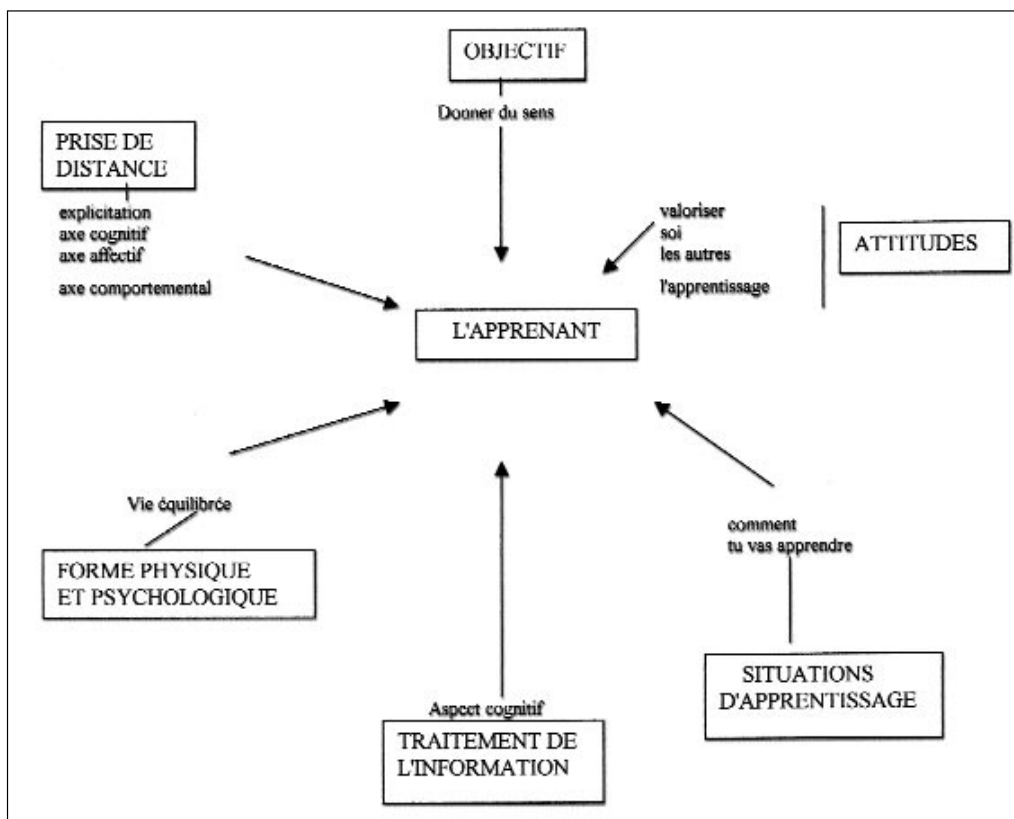 OBJECTIF
Donner du sens
PRISE DE
DISTANCE
explicitation
axe cognitif
axe affectif
axe comportemental
valoriser
soi
les autres
l'apprentissage
ATTITUDES
L'APPRENANT
Vie équilibrée
FORME PHYSIQUE
ET PSYCHOLOGIQUE
comment
tu vas apprendre
SITUATIONS
D'APPRENTISSAGE
Aspect cognitif
TRAITEMENT DE
L'INFORMATION